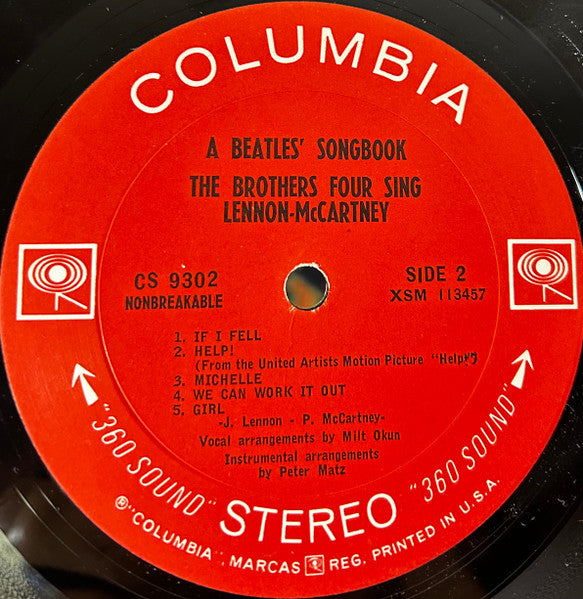 COLUMBIA
A BEATLES' SONGBOOK
THE BROTHERS FOUR SING
LENNON-McCARTNEY
CS 9302
NONBREAKABLE
SIDE 2
XSM 113457
1. IF I FELL
2. HELP!
(From the United Artists Motion Picture "Help!")
3. MICHELLE
4. WE CAN WORK IT OUT
5. GIRL
-J. Lennon - P. McCartney-
Vocal arrangements by Milt Okun
Instrumental arrangements
by Peter Matz
"360 SOUND" STEREO "360 SOUND"
®"COLUMBIA", MARCAS REG. PRINTED IN U.S.A.